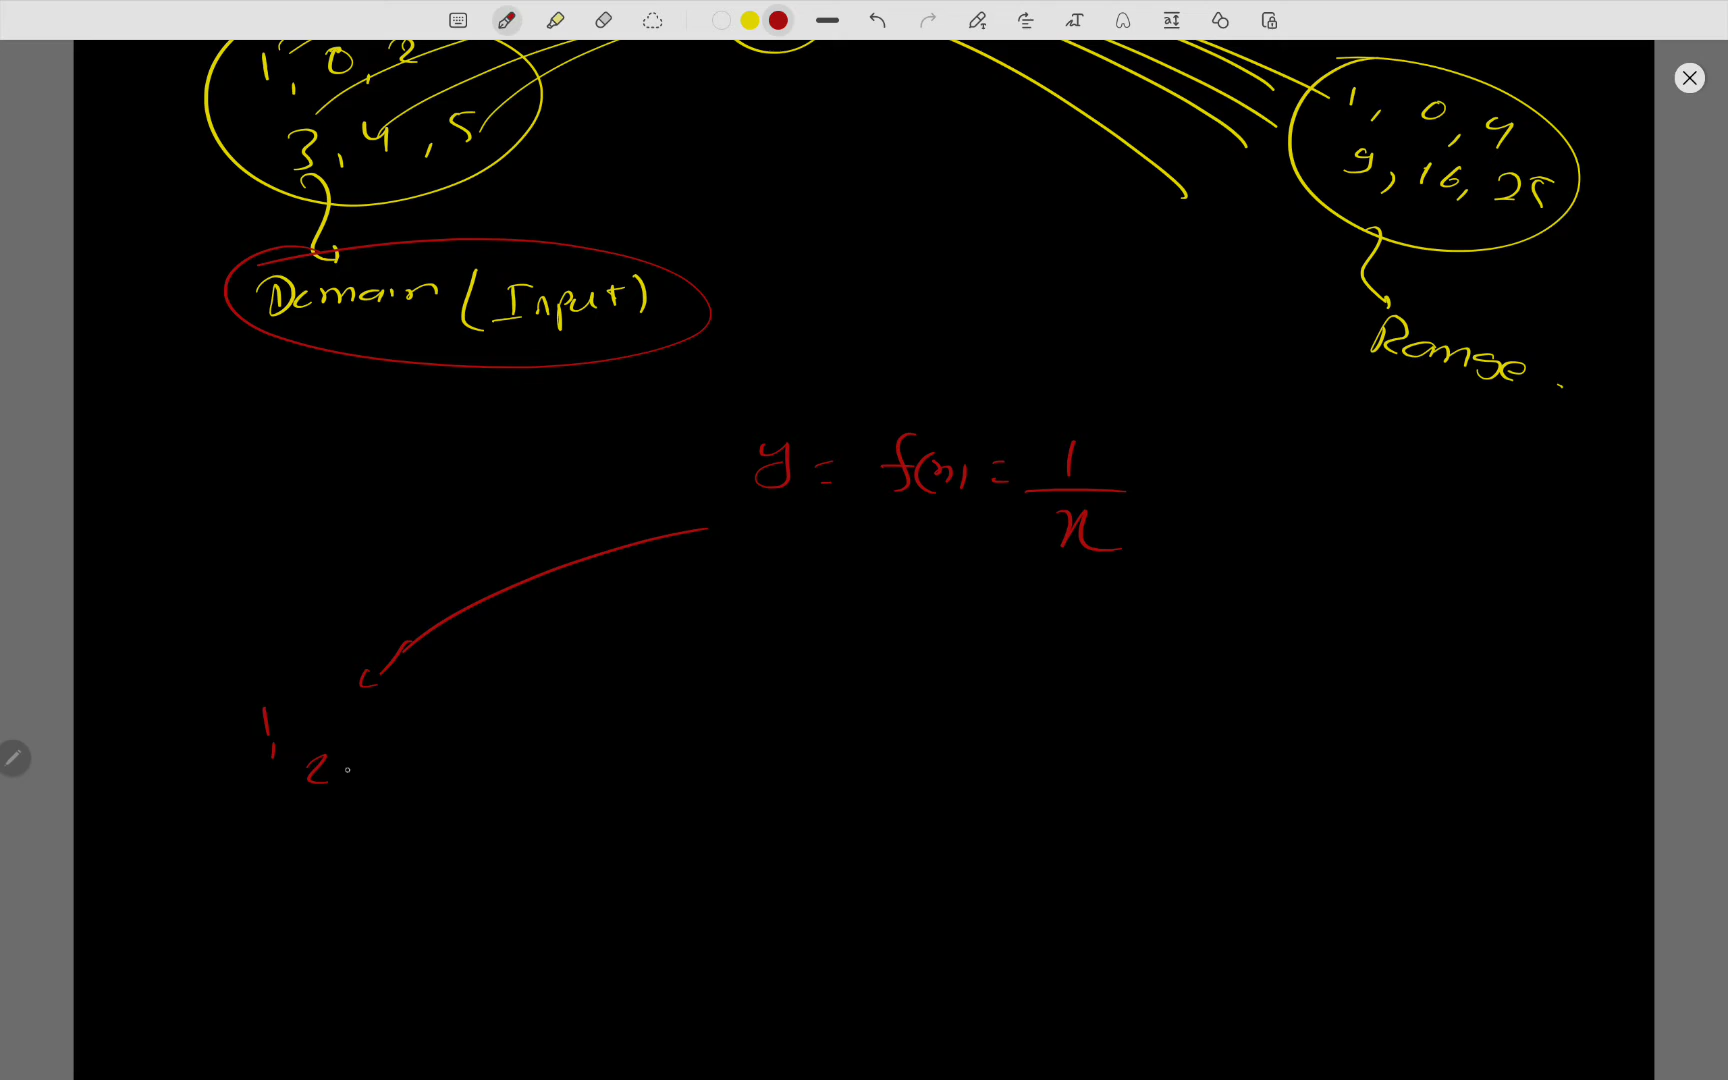 1, 0, 2
3, 4, 5
1, 0, 4
9, 16, 25
Domain (Input)
Range.
y = f(x) = 1/x
1, 2